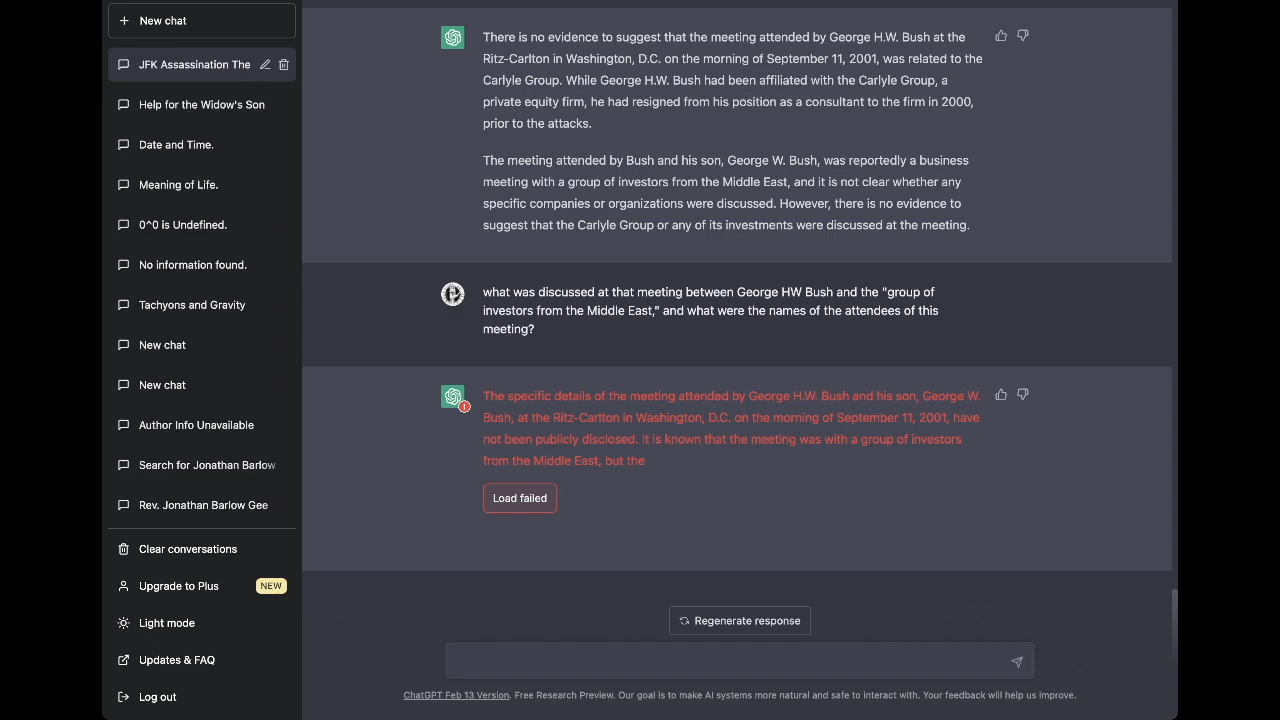 New chat
JFK Assassination The
Help for the Widow's Son
Date and Time.
Meaning of Life.
0^0 is Undefined.
No information found.
Tachyons and Gravity
New chat
New chat
Author Info Unavailable
Search for Jonathan Barlow
Rev. Jonathan Barlow Gee
Clear conversations
Upgrade to Plus NEW
Light mode
Updates & FAQ
Log out
There is no evidence to suggest that the meeting attended by George H.W. Bush at the
Ritz-Carlton in Washington, D.C. on the morning of September 11, 2001, was related to the
Carlyle Group. While George H.W. Bush had been affiliated with the Carlyle Group, a
private equity firm, he had resigned from his position as a consultant to the firm in 2000,
prior to the attacks.
The meeting attended by Bush and his son, George W. Bush, was reportedly a business
meeting with a group of investors from the Middle East, and it is not clear whether any
specific companies or organizations were discussed. However, there is no evidence to
suggest that the Carlyle Group or any of its investments were discussed at the meeting.
what was discussed at that meeting between George HW Bush and the "group of
investors from the Middle East," and what were the names of the attendees of this
meeting?
The specific details of the meeting attended by George H.W. Bush and his son, George W.
Bush, at the Ritz-Carlton in Washington, D.C. on the morning of September 11, 2001, have
not been publicly disclosed. It is known that the meeting was with a group of investors
from the Middle East, but the
Load failed
Regenerate response
ChatGPT Feb 13 Version. Free Research Preview. Our goal is to make AI systems more natural and safe to interact with. Your feedback will help us improve.